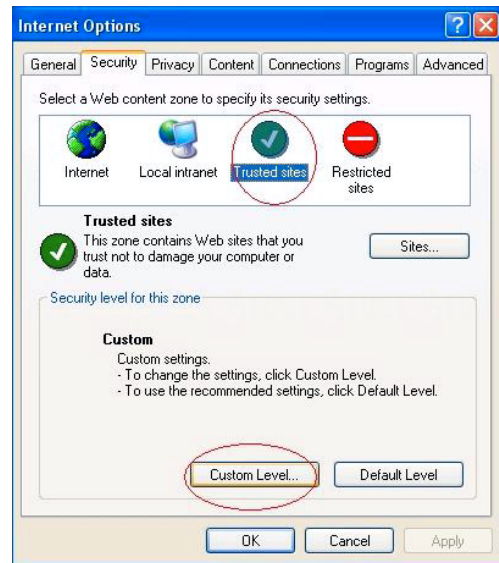 Internet Options
General Security Privacy Content Connections Programs Advanced
Select a Web content zone to specify its security settings.
Internet Local intranet Trusted sites Restricted
sites
Trusted sites
This zone contains Web sites that you
trust not to damage your computer or
data.
Sites...
Security level for this zone
Custom
Custom settings.
- To change the settings, click Custom Level.
- To use the recommended settings, click Default Level.
Custom Level... Default Level
OK Cancel Apply